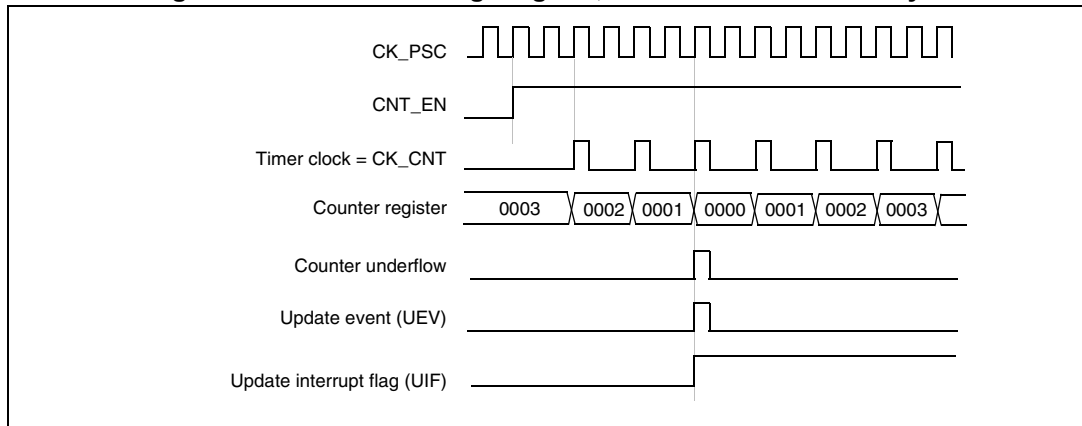 CK_PSC
CNT_EN
Timer clock = CK_CNT
Counter register 0003 0002 0001 0000 0001 0002 0003
Counter underflow
Update event (UEV)
Update interrupt flag (UIF)